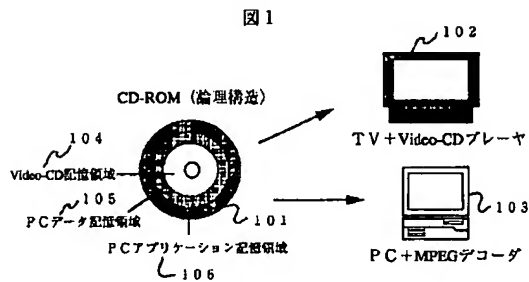 図1
102
CD-ROM (論理構造)
104
TV+Video-CDプレーヤ
Video-CD記憶領域
105
PCデータ記憶領域
101
103
PCアプリケーション記憶領域
106
PC+MPEGデコーダ